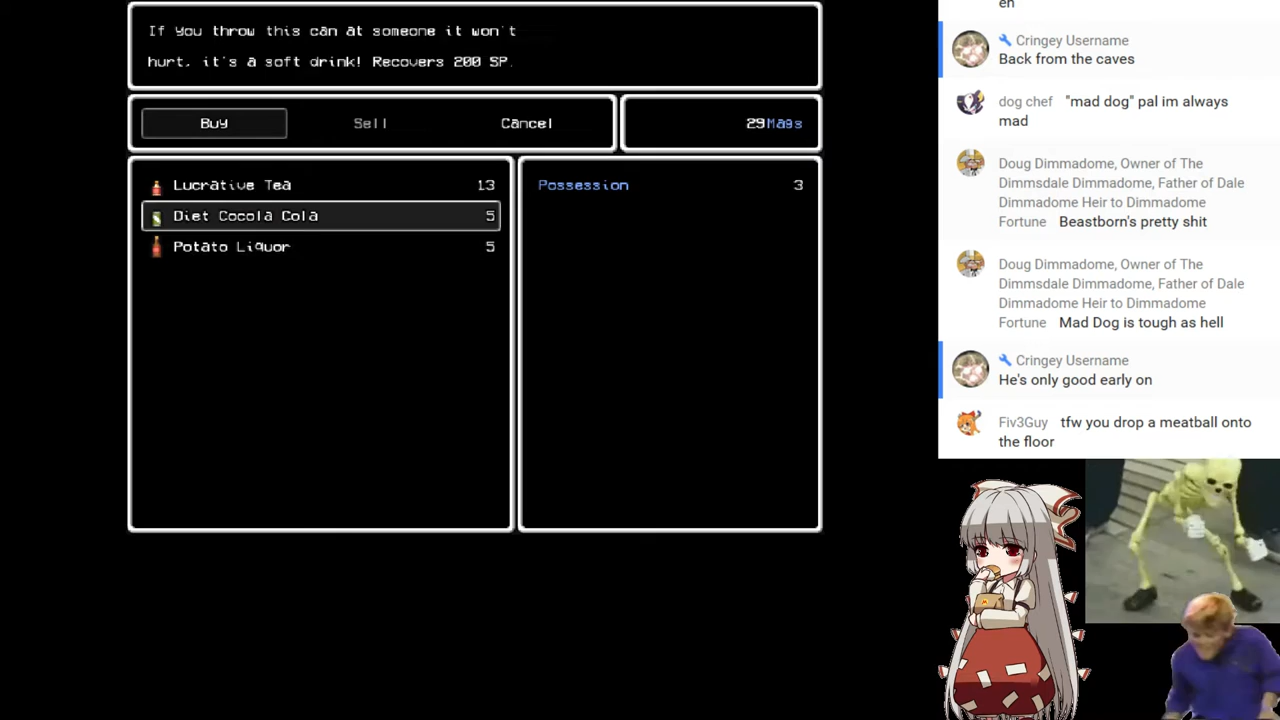 If you throw this can at someone it won't
hurt, it's a soft drink! Recovers 200 SP.
Buy
Sell
Cancel
29Mags
Lucrative Tea 13
Diet Cocola Cola 5
Potato Liquor 5
Possession 3
en
Cringey Username
Back from the caves
dog chef "mad dog" pal im always
mad
Doug Dimmadome, Owner of The
Dimmsdale Dimmadome, Father of Dale
Dimmadome Heir to Dimmadome
Fortune Beastborn's pretty shit
Doug Dimmadome, Owner of The
Dimmsdale Dimmadome, Father of Dale
Dimmadome Heir to Dimmadome
Fortune Mad Dog is tough as hell
Cringey Username
He's only good early on
Fiv3Guy tfw you drop a meatball onto
the floor